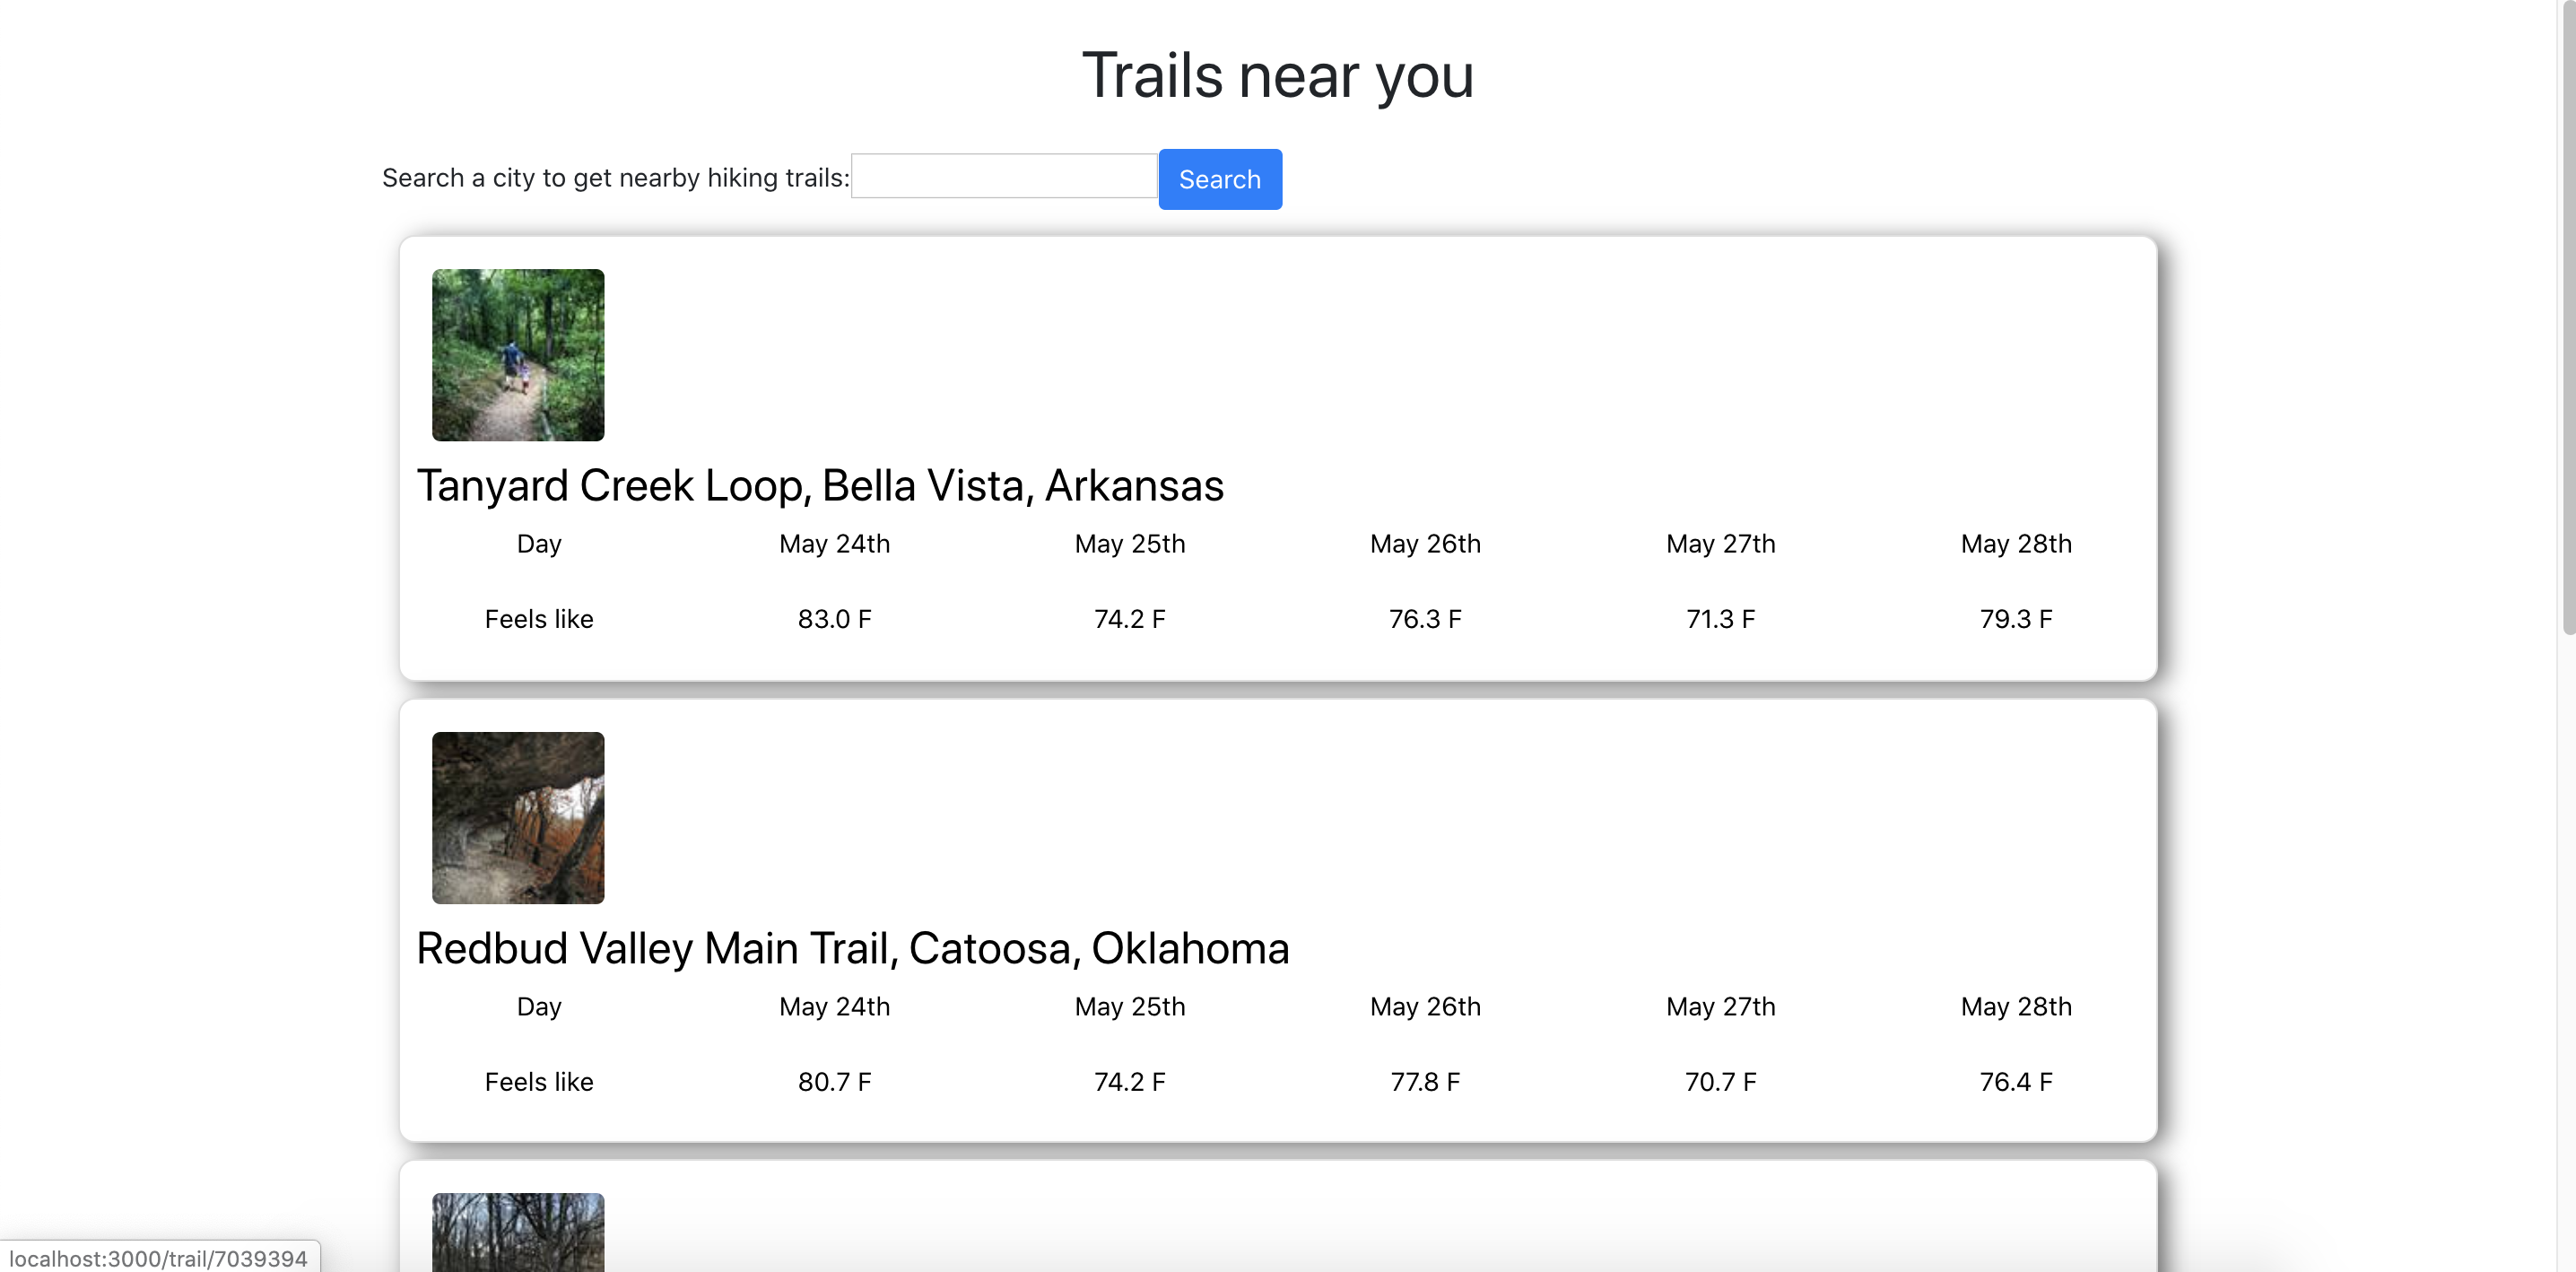 Trails near you
Search a city to get nearby hiking trails: Search
Tanyard Creek Loop, Bella Vista, Arkansas
Day May 24th May 25th May 26th May 27th May 28th
Feels like 83.0 F 74.2 F 76.3 F 71.3 F 79.3 F
Redbud Valley Main Trail, Catoosa, Oklahoma
Day May 24th May 25th May 26th May 27th May 28th
Feels like 80.7 F 74.2 F 77.8 F 70.7 F 76.4 F
localhost:3000/trail/7039394